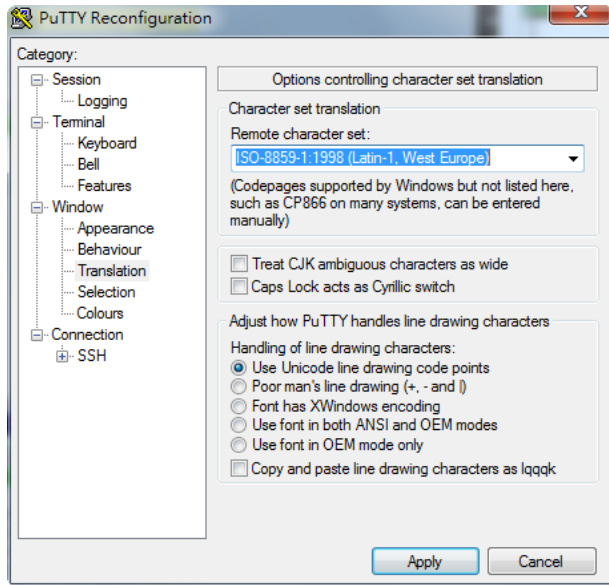 PuTTY Reconfiguration
Category:
Session
Logging
Terminal
Keyboard
Bell
Features
Window
Appearance
Behaviour
Translation
Selection
Colours
Connection
SSH
Options controlling character set translation
Character set translation
Remote character set:
ISO-8859-1:1998 (Latin-1, West Europe)
(Codepages supported by Windows but not listed here,
such as CP866 on many systems, can be entered
manually)
Treat CJK ambiguous characters as wide
Caps Lock acts as Cyrillic switch
Adjust how PuTTY handles line drawing characters
Handling of line drawing characters:
Use Unicode line drawing code points
Poor man's line drawing (+, - and |)
Font has XWindows encoding
Use font in both ANSI and OEM modes
Use font in OEM mode only
Copy and paste line drawing characters as lqqqk
Apply
Cancel